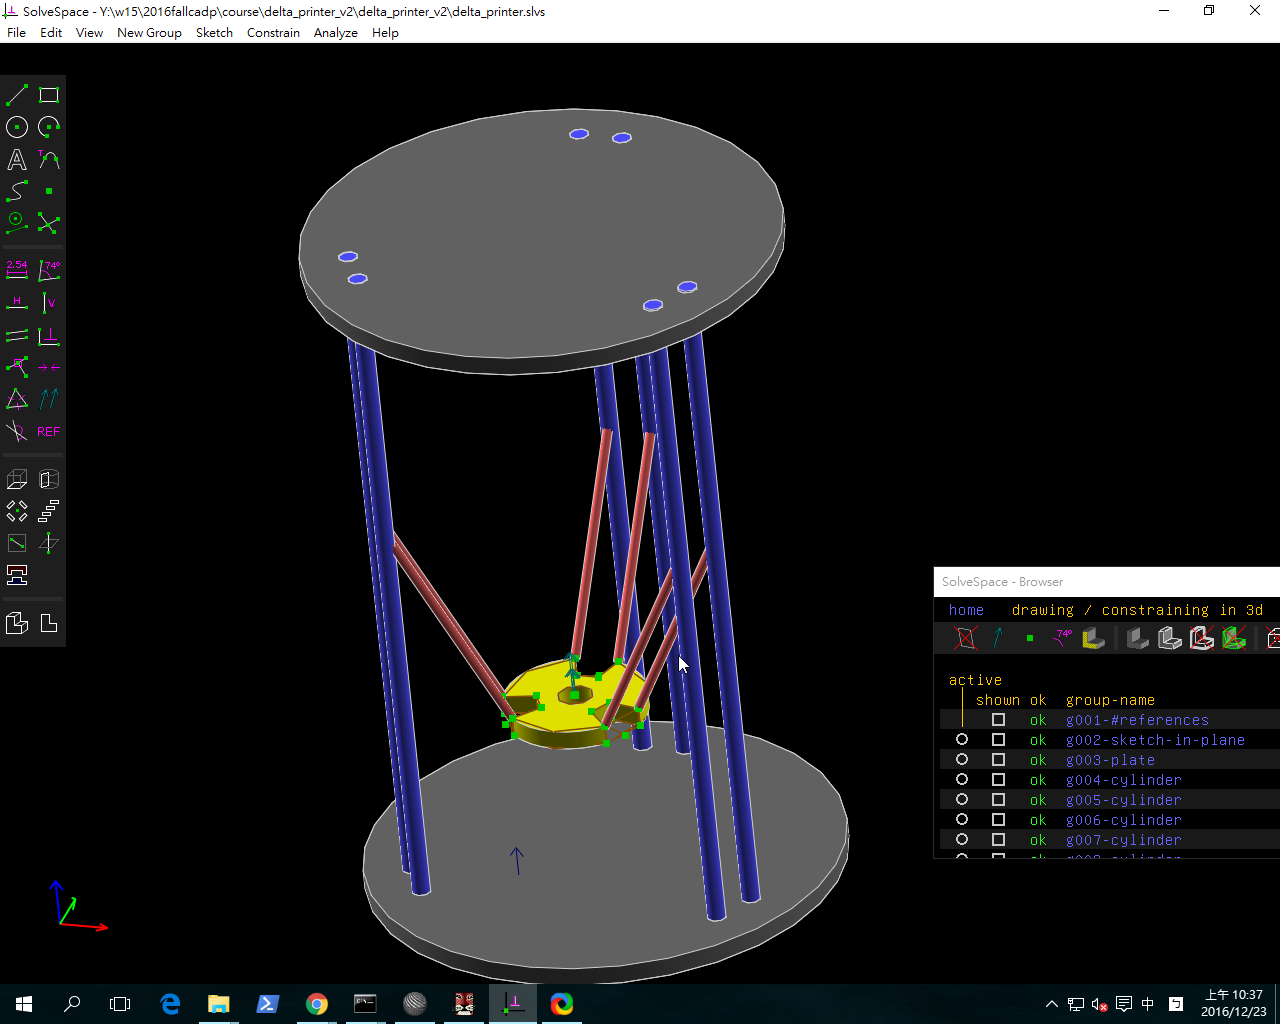 SolveSpace - Y:\w15\2016fallcadp\course\delta_printer_v2\delta_printer_v2\delta_printer.slvs
File Edit View New Group Sketch Constrain Analyze Help
A T
2.54 74°
H V
REF
SolveSpace - Browser
home drawing / constraining in 3d
74°
active
shown ok group-name
ok g001-#references
ok g002-sketch-in-plane
ok g003-plate
ok g004-cylinder
ok g005-cylinder
ok g006-cylinder
ok g007-cylinder
中
上午 10:37
2016/12/23